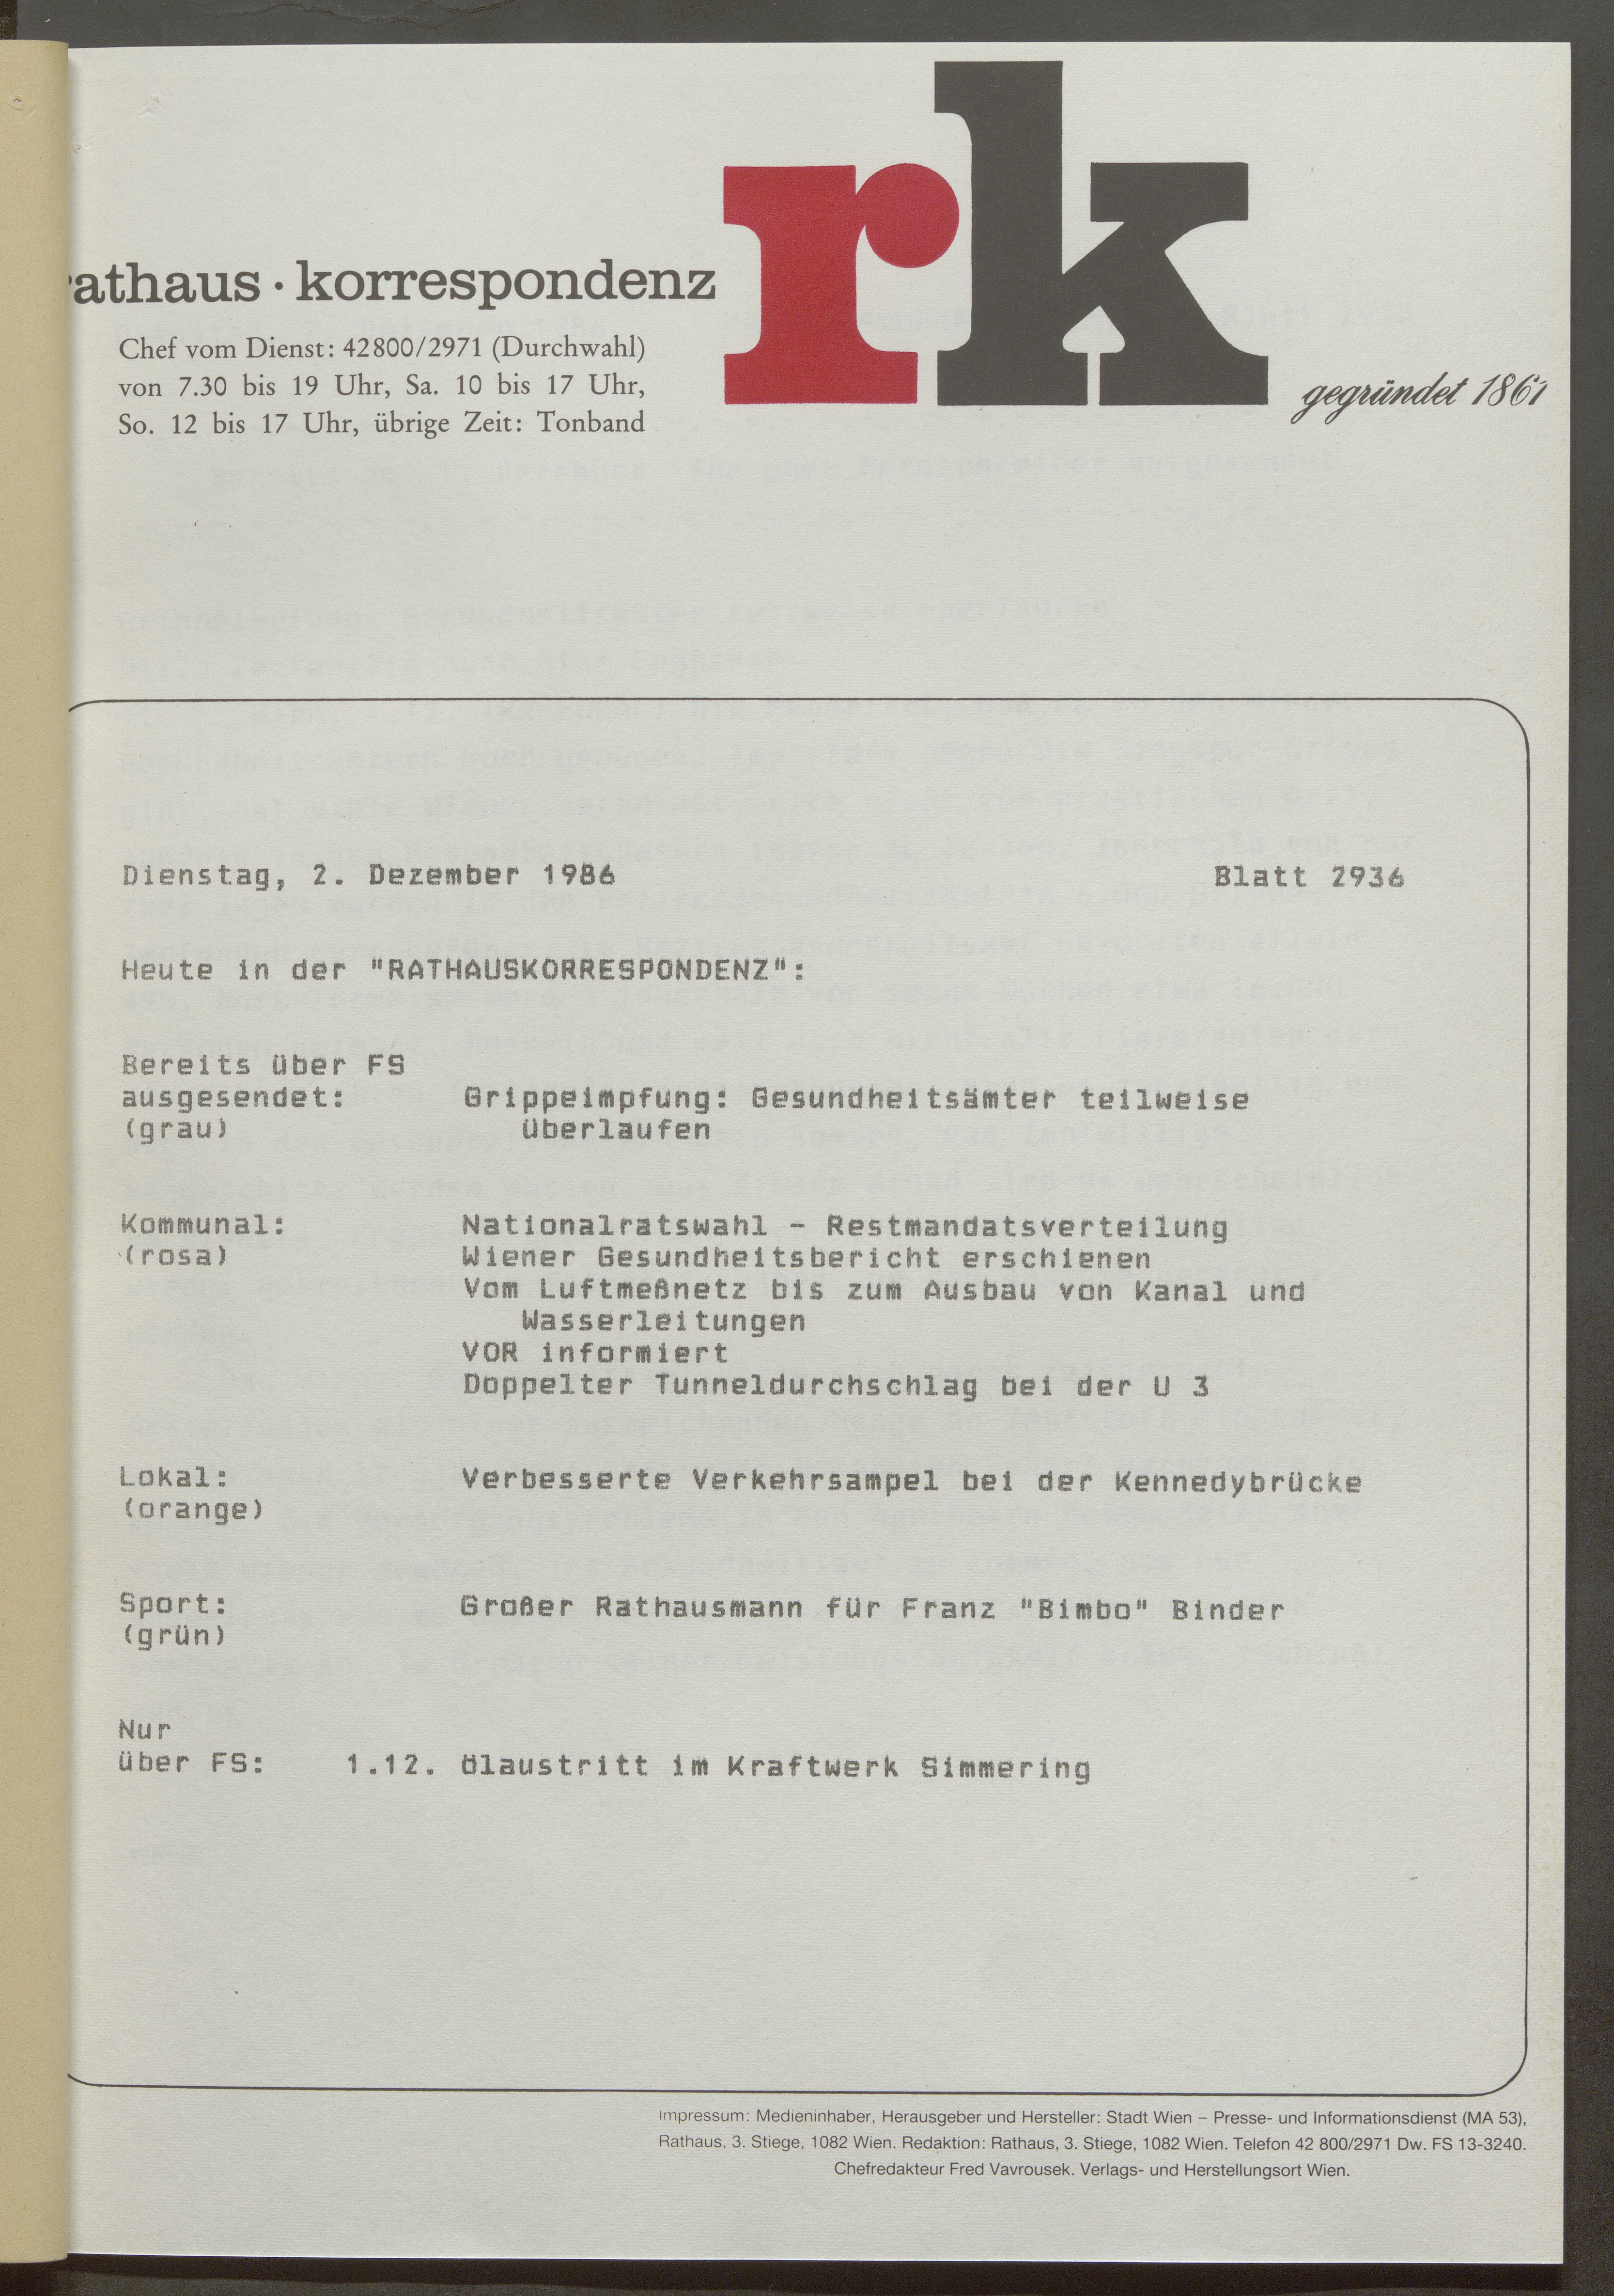 rk
rathaus · korrespondenz
Chef vom Dienst: 42800/2971 (Durchwahl)
von 7.30 bis 19 Uhr, Sa. 10 bis 17 Uhr,
So. 12 bis 17 Uhr, übrige Zeit: Tonband
gegründet 1861
Dienstag, 2. Dezember 1986 Blatt 2936
Heute in der "RATHAUSKORRESPONDENZ":
Bereits über FS
ausgesendet: Grippeimpfung: Gesundheitsämter teilweise
(grau) überlaufen
Kommunal: Nationalratswahl - Restmandatsverteilung
(rosa) Wiener Gesundheitsbericht erschienen
Vom Luftmeßnetz bis zum Ausbau von Kanal und
Wasserleitungen
VOR informiert
Doppelter Tunneldurchschlag bei der U 3
Lokal: Verbesserte Verkehrsampel bei der Kennedybrücke
(orange)
Sport: Großer Rathausmann für Franz "Bimbo" Binder
(grün)
Nur
über FS: 1.12. Ölaustritt im Kraftwerk Simmering
Impressum: Medieninhaber, Herausgeber und Hersteller: Stadt Wien – Presse- und Informationsdienst (MA 53),
Rathaus, 3. Stiege, 1082 Wien. Redaktion: Rathaus, 3. Stiege, 1082 Wien. Telefon 42 800/2971 Dw. FS 13-3240.
Chefredakteur Fred Vavrousek. Verlags- und Herstellungsort Wien.